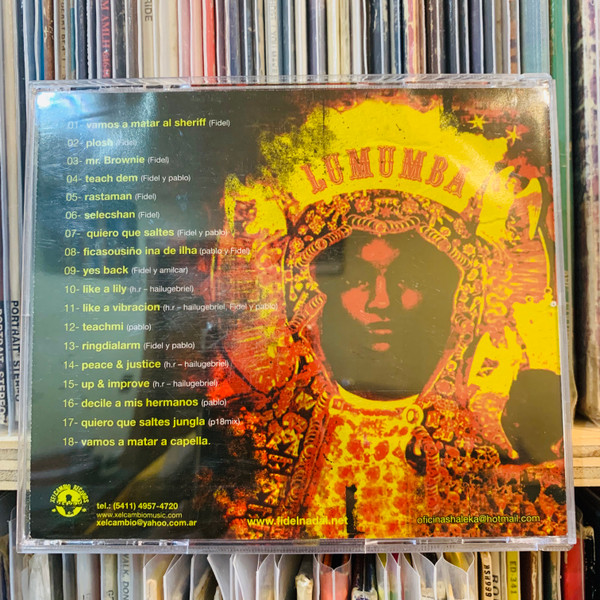 LUMUMBA
01- vamos a matar al sheriff (Fidel)
02- plosh (Fidel)
03- mr. Brownie (Fidel)
04- teach dem (Fidel y pablo)
05- rastaman (Fidel)
06- selecshan (Fidel)
07- quiero que saltes (Fidel y pablo)
08- ficasousiño ina de ilha (pablo y Fidel)
09- yes back (Fidel y amilcar)
10- like a lily (h.r – hailugebriel)
11- like a vibracion (h.r – hailugebriel, Fidel y pablo)
12- teachmi (pablo)
13- ringdialarm (Fidel y pablo)
14- peace & justice (h.r – hailugebriel)
15- up & improve (h.r – hailugebriel)
16- decile a mis hermanos (pablo)
17- quiero que saltes jungla (p18mix)
18- vamos a matar a capella.
XELCAMBIO RECORDS
tel.: (5411) 4957-4720
www.xelcambiomusic.com
xelcambio@yahoo.com.ar
www.fidelnadal.net
oficinashaleka@hotmail.com